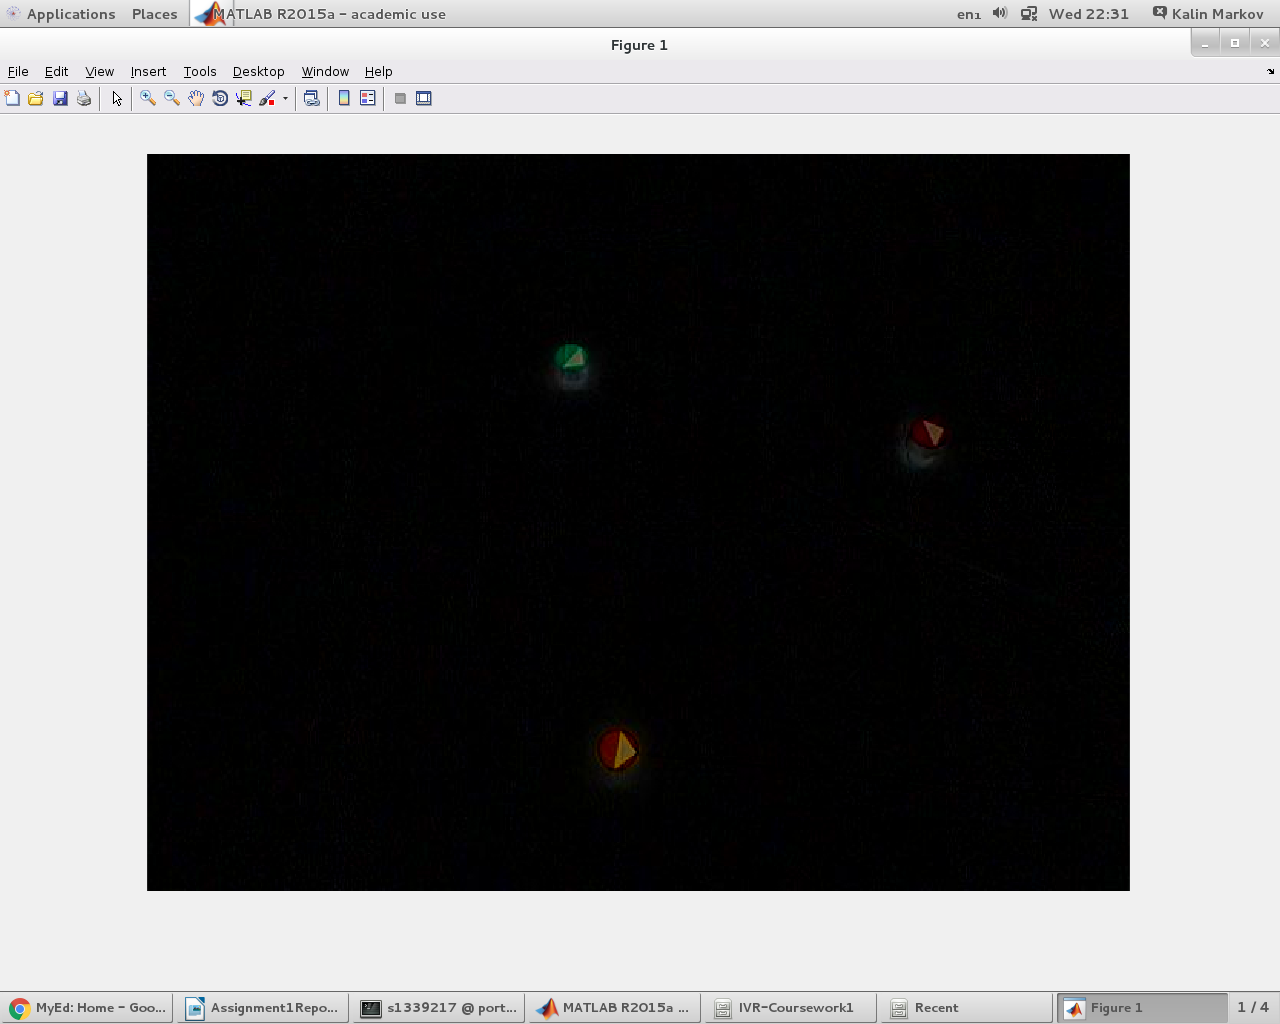 Applications Places MATLAB R2015a - academic use en₁ Wed 22:31 Kalin Markov
Figure 1
File Edit View Insert Tools Desktop Window Help
MyEd: Home - Goo... Assignment1Repo... s1339217 @ port... MATLAB R2015a ... IVR-Coursework1 Recent Figure 1 1 / 4